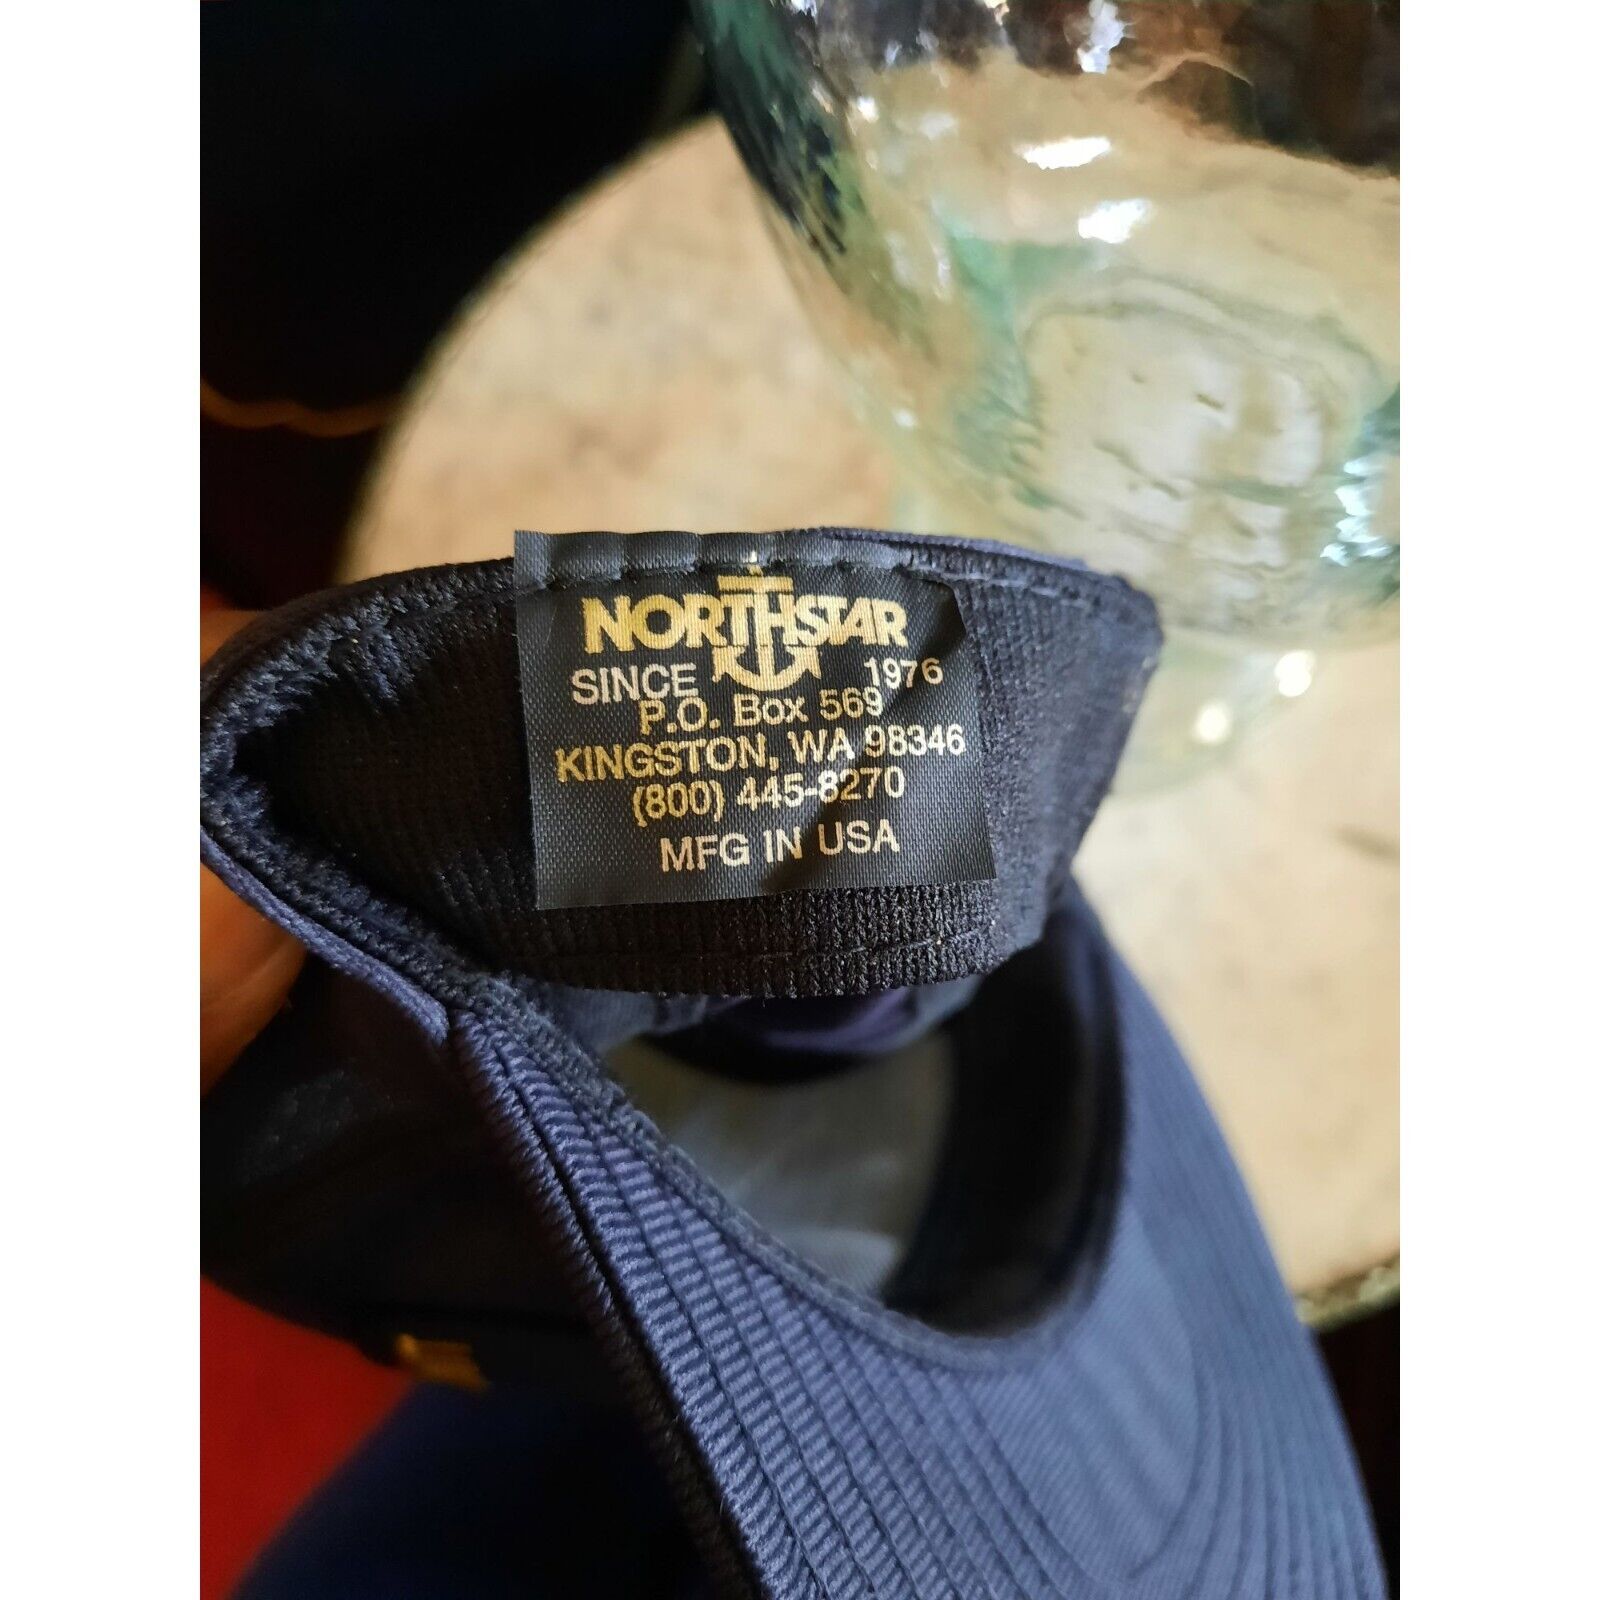 NORTHSTAR
SINCE 1976
P.O. Box 569
KINGSTON, WA 98346
(800) 445-8270
MFG IN USA